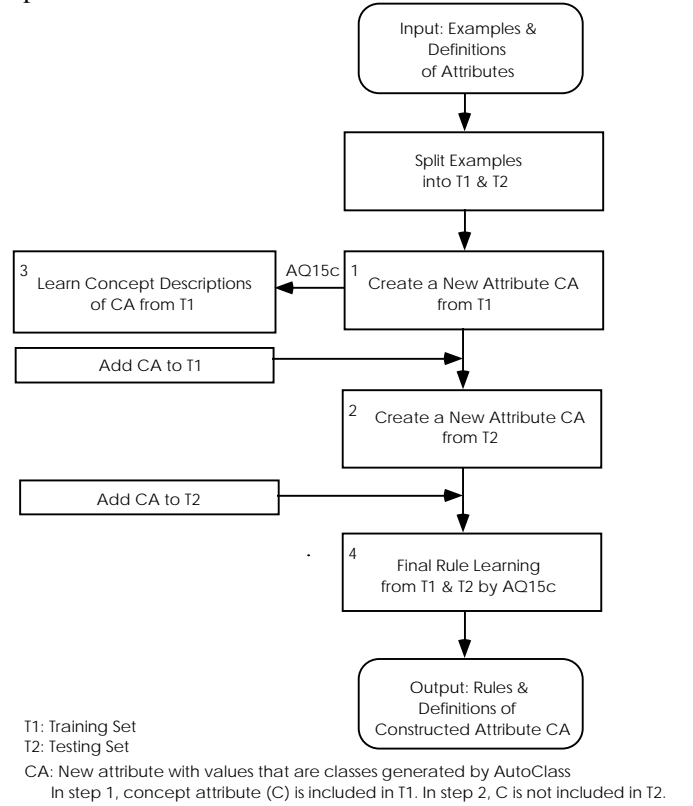 Input: Examples &
Definitions
of Attributes
Split Examples
into T1 & T2
3
Learn Concept Descriptions
of CA from T1
AQ15c
1
Create a New Attribute CA
from T1
Add CA to T1
2
Create a New Attribute CA
from T2
Add CA to T2
4
Final Rule Learning
from T1 & T2 by AQ15c
Output: Rules &
Definitions of
Constructed Attribute CA
T1: Training Set
T2: Testing Set
CA: New attribute with values that are classes generated by AutoClass
In step 1, concept attribute (C) is included in T1. In step 2, C is not included in T2.